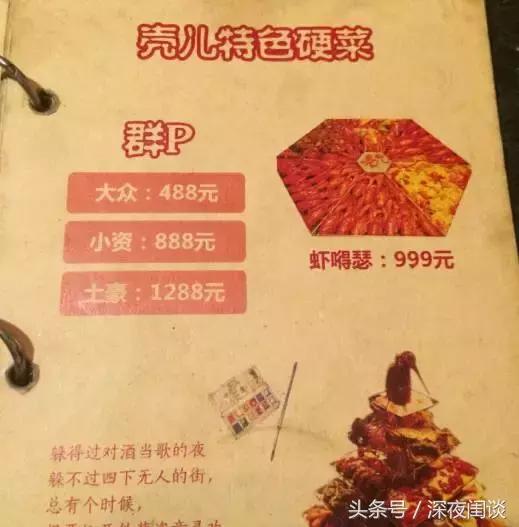 壳儿特色硬菜
群P
大众：488元
小资：888元
土豪：1288元
虾嘚瑟：999元
躲得过对酒当歌的夜
躲不过四下无人的街，
总有个时候，
头条号／深夜闺谈